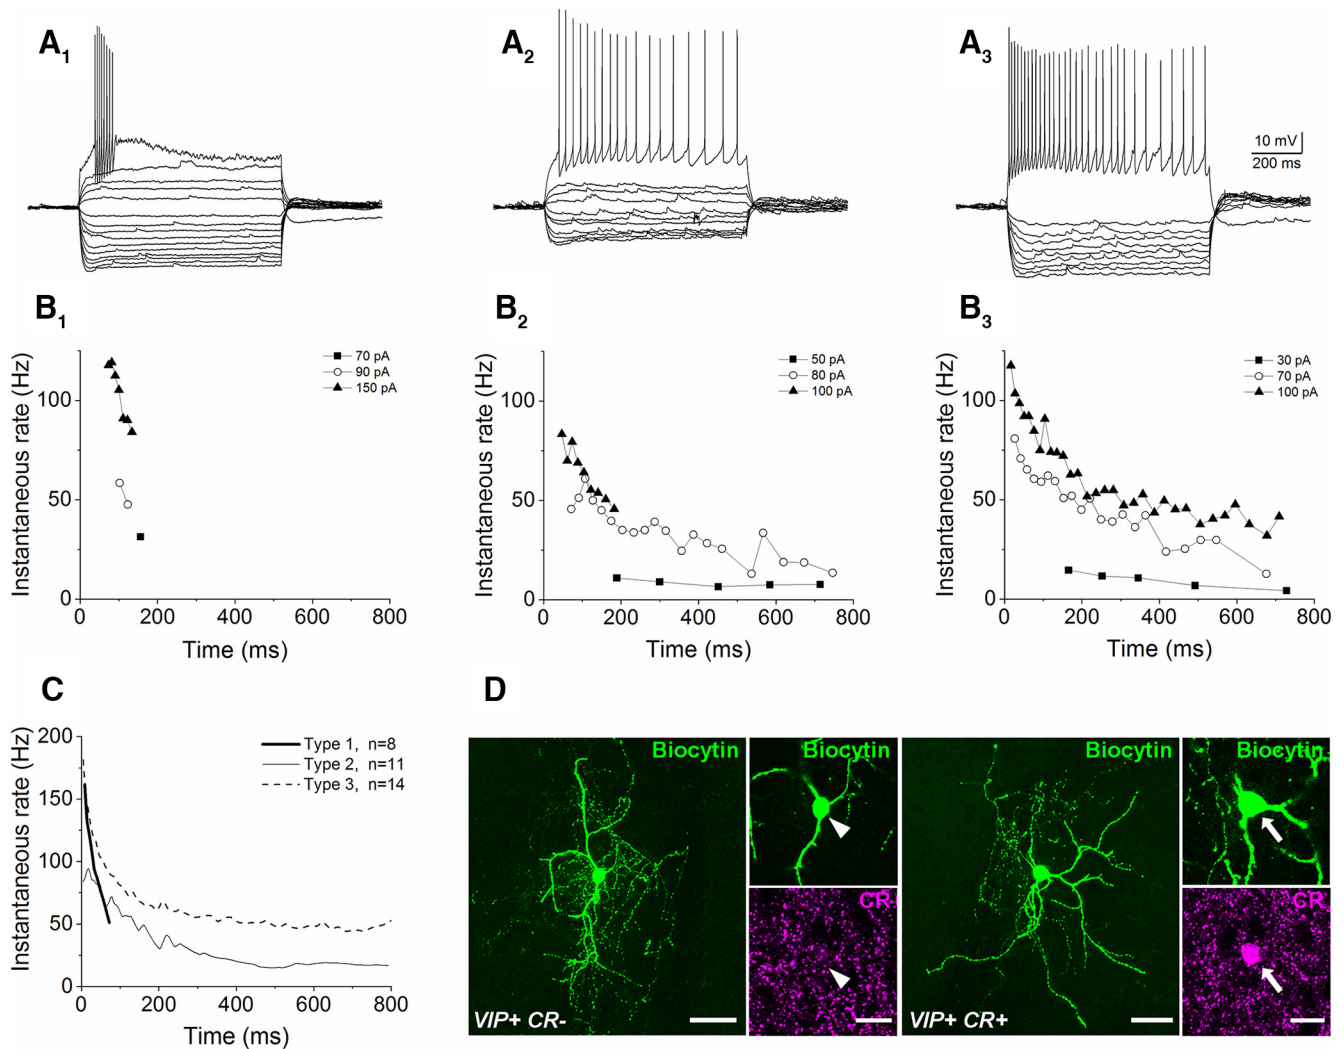 A1
A2
A3
10 mV
200 ms
B1
B2
B3
Instantaneous rate (Hz)
100
50
0
0 200 400 600 800
Time (ms)
70 pA
90 pA
150 pA
Instantaneous rate (Hz)
100
50
0
0 200 400 600 800
Time (ms)
50 pA
80 pA
100 pA
Instantaneous rate (Hz)
100
50
0
0 200 400 600 800
Time (ms)
30 pA
70 pA
100 pA
C
Instantaneous rate (Hz)
200
150
100
50
0
0 200 400 600 800
Time (ms)
Type 1, n=8
Type 2, n=11
Type 3, n=14
D
Biocytin
VIP+ CR-
Biocytin
CR
Biocytin
VIP+ CR+
Biocytin
CR